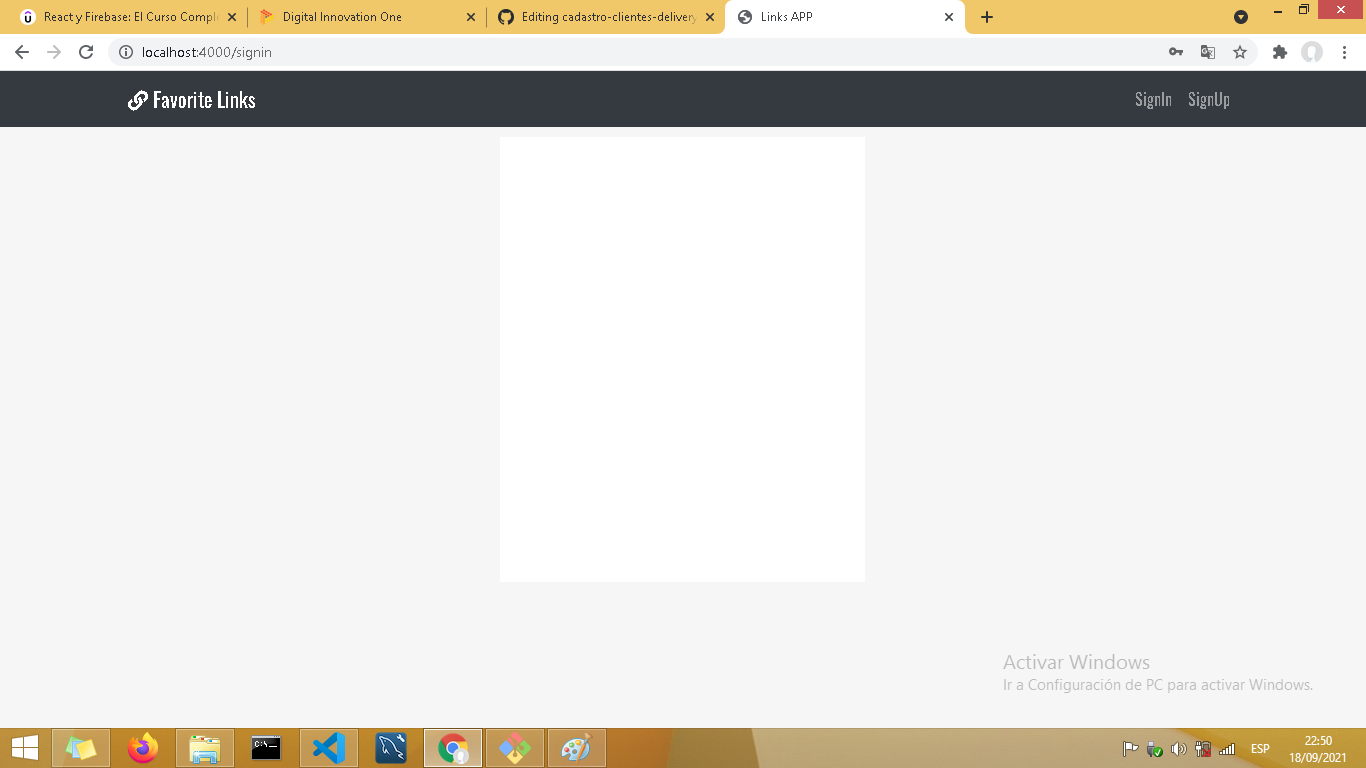 React y Firebase: El Curso Compl
Digital Innovation One
Editing cadastro-clientes-delivery
Links APP
localhost:4000/signin
Favorite Links
SignIn
SignUp
Activar Windows
Ir a Configuración de PC para activar Windows.
C:\_
ESP
22:50
18/09/2021